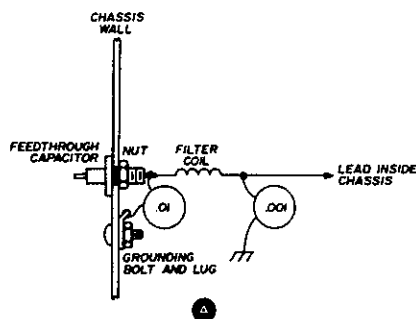 CHASSIS
WALL
FEEDTHROUGH
CAPACITOR
NUT
FILTER
COIL
LEAD INSIDE
CHASSIS
.01
.001
GROUNDING
BOLT AND LUG
A